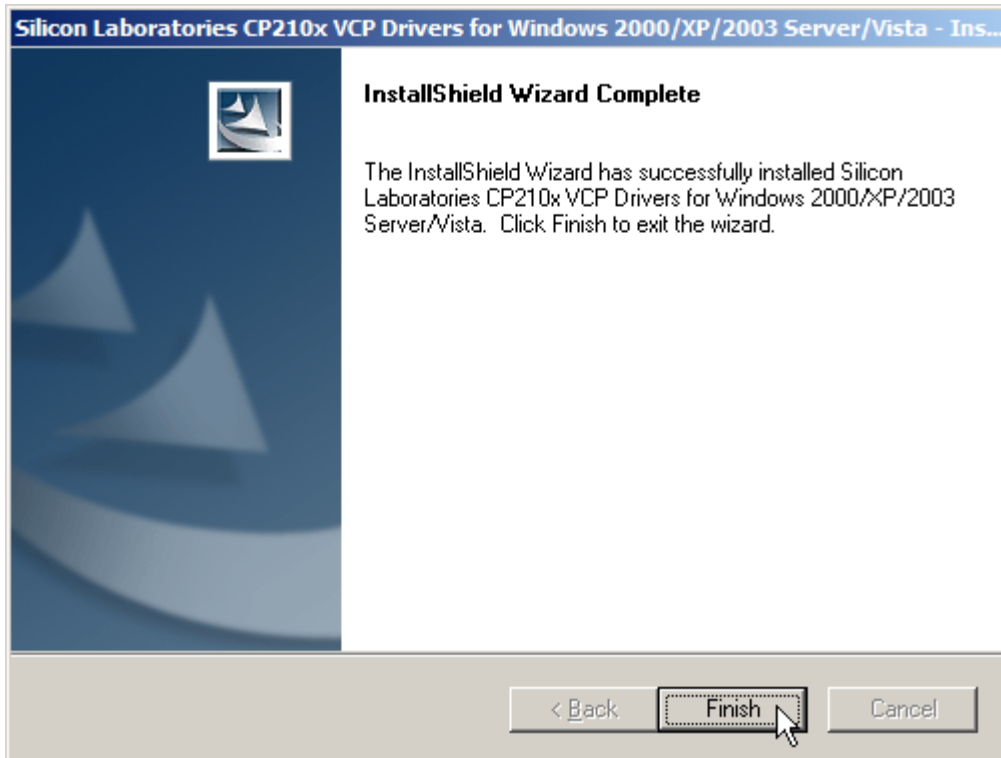 Silicon Laboratories CP210x VCP Drivers for Windows 2000/XP/2003 Server/Vista - Ins...
InstallShield Wizard Complete
The InstallShield Wizard has successfully installed Silicon
Laboratories CP210x VCP Drivers for Windows 2000/XP/2003
Server/Vista. Click Finish to exit the wizard.
< Back Finish Cancel